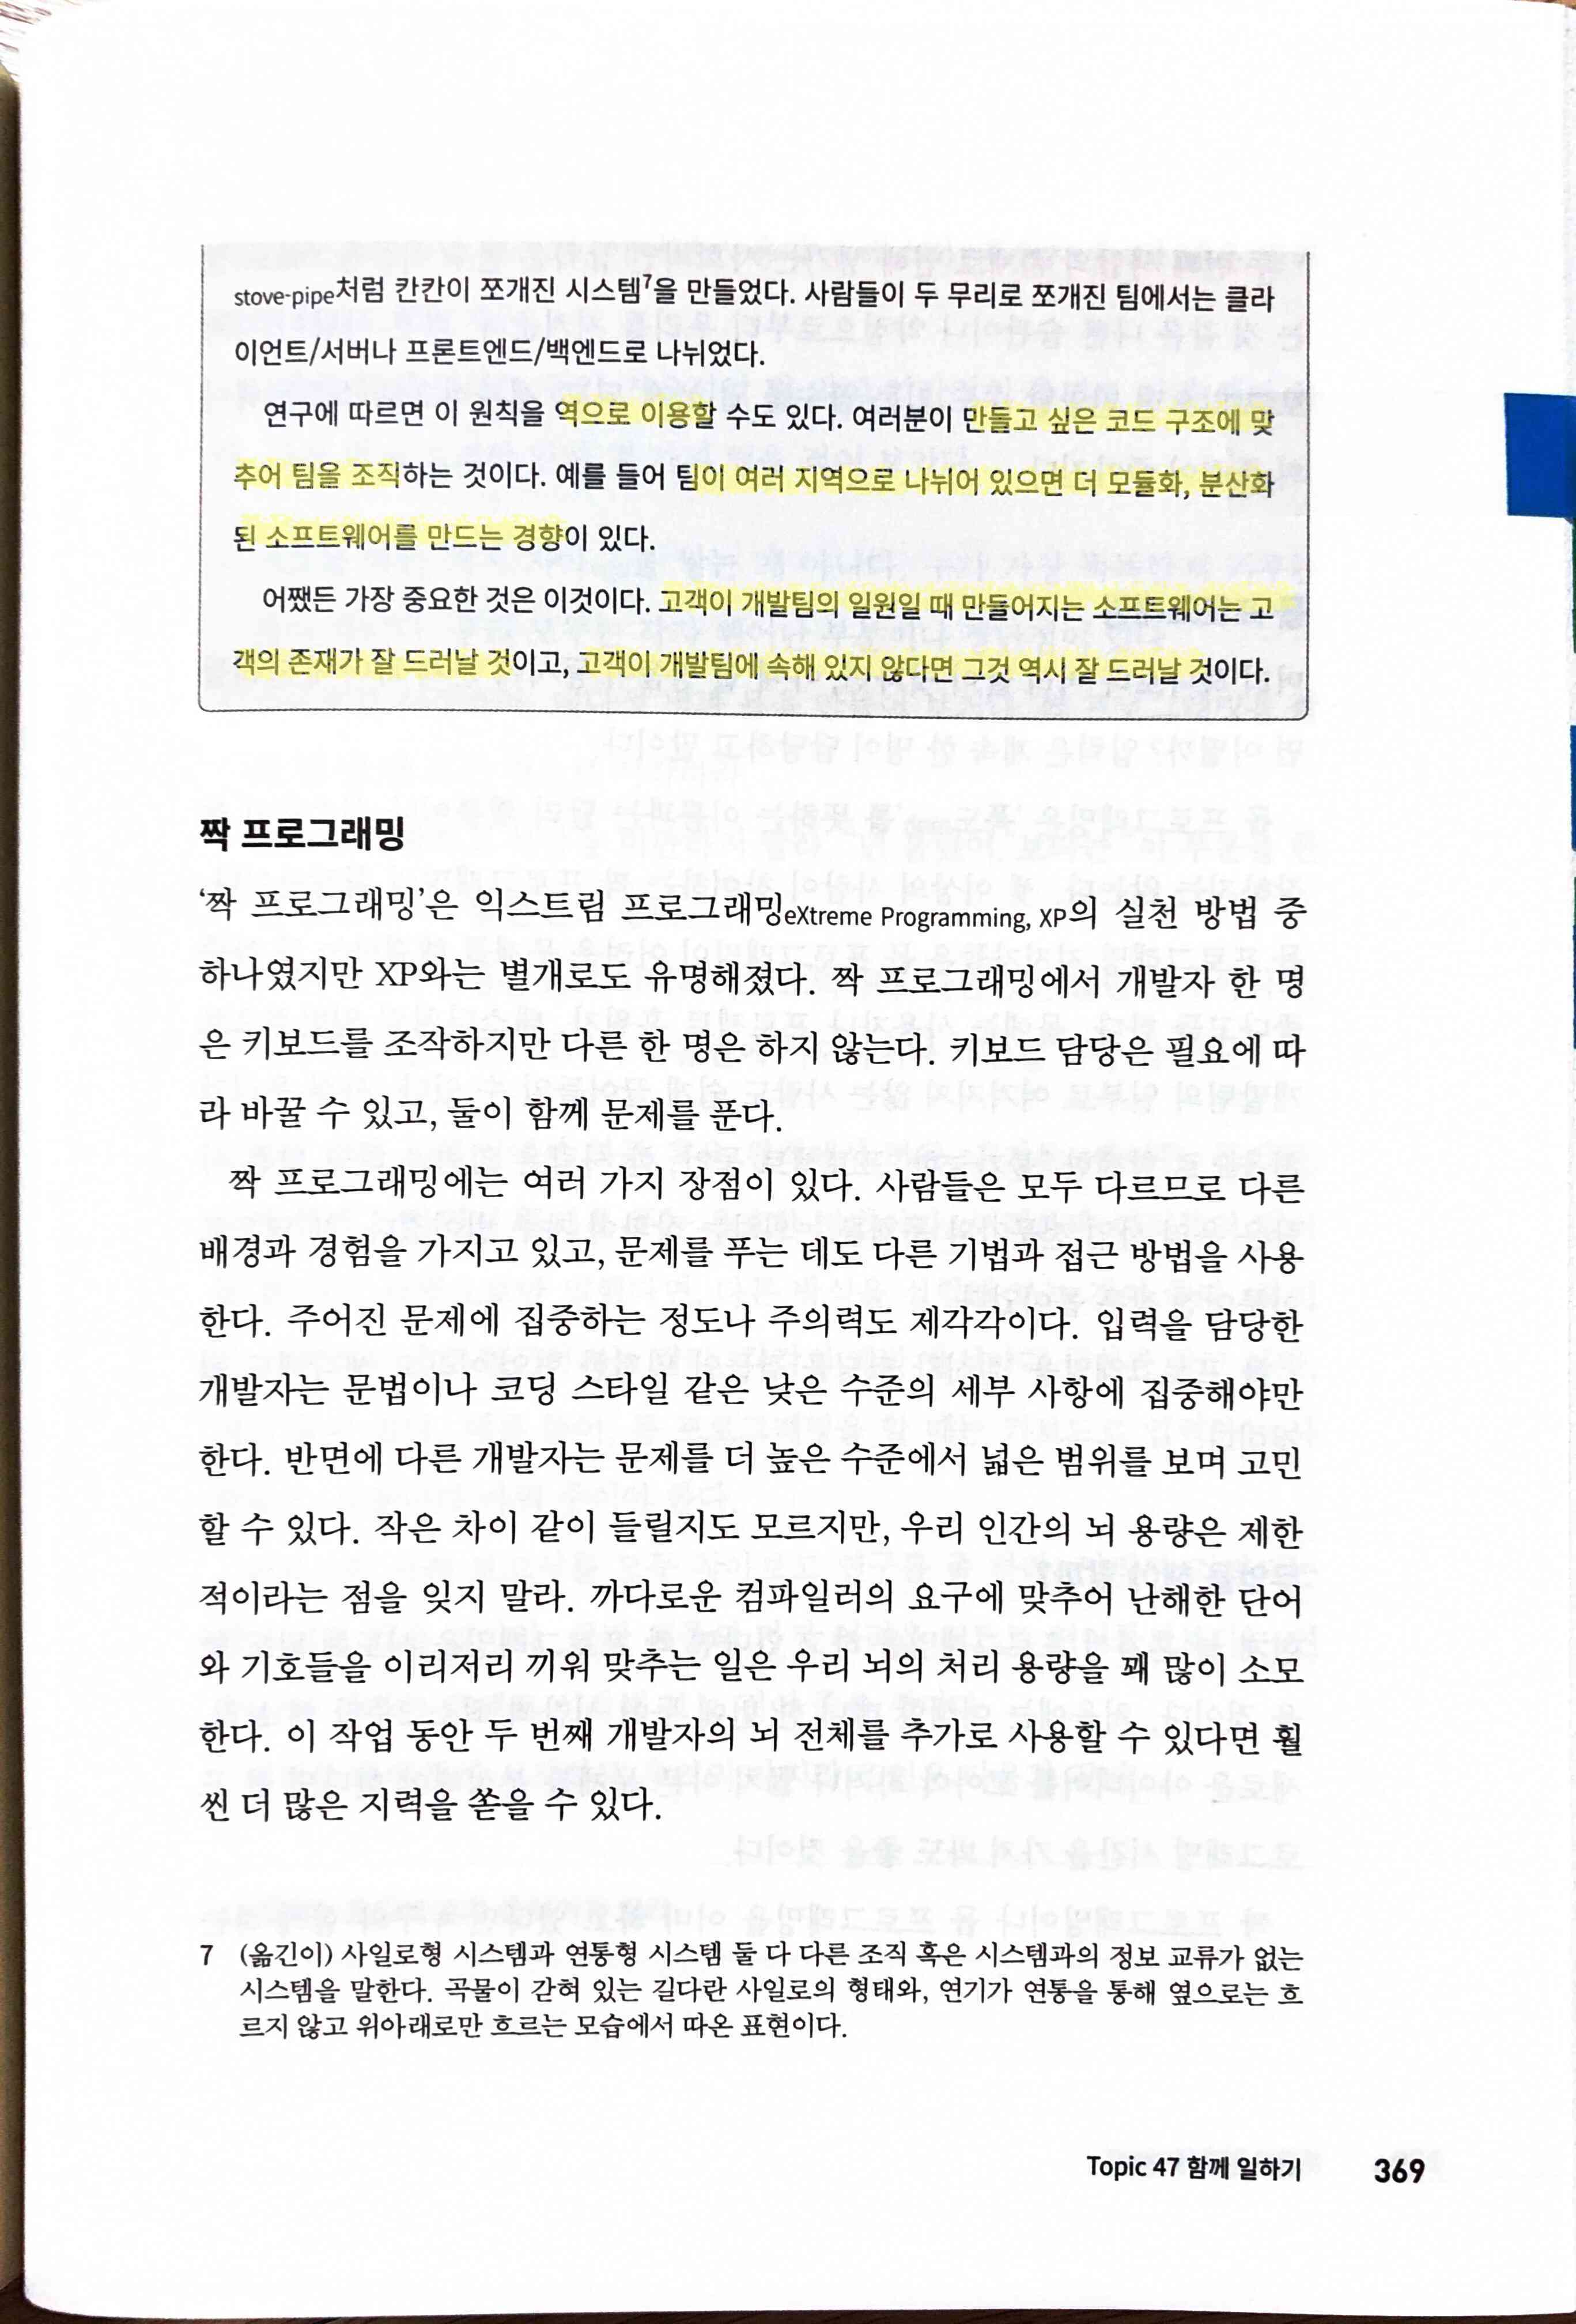 stove-pipe처럼 칸칸이 쪼개진 시스템7을 만들었다. 사람들이 두 무리로 쪼개진 팀에서는 클라
이언트/서버나 프론트엔드/백엔드로 나뉘었다.
연구에 따르면 이 원칙을 역으로 이용할 수도 있다. 여러분이 만들고 싶은 코드 구조에 맞
추어 팀을 조직하는 것이다. 예를 들어 팀이 여러 지역으로 나뉘어 있으면 더 모듈화, 분산화
된 소프트웨어를 만드는 경향이 있다.
어쨌든 가장 중요한 것은 이것이다. 고객이 개발팀의 일원일 때 만들어지는 소프트웨어는 고
객의 존재가 잘 드러날 것이고, 고객이 개발팀에 속해 있지 않다면 그것 역시 잘 드러날 것이다.
짝 프로그래밍
‘짝 프로그래밍’은 익스트림 프로그래밍eXtreme Programming, XP의 실천 방법 중
하나였지만 XP와는 별개로도 유명해졌다. 짝 프로그래밍에서 개발자 한 명
은 키보드를 조작하지만 다른 한 명은 하지 않는다. 키보드 담당은 필요에 따
라 바꿀 수 있고, 둘이 함께 문제를 푼다.
짝 프로그래밍에는 여러 가지 장점이 있다. 사람들은 모두 다르므로 다른
배경과 경험을 가지고 있고, 문제를 푸는 데도 다른 기법과 접근 방법을 사용
한다. 주어진 문제에 집중하는 정도나 주의력도 제각각이다. 입력을 담당한
개발자는 문법이나 코딩 스타일 같은 낮은 수준의 세부 사항에 집중해야만
한다. 반면에 다른 개발자는 문제를 더 높은 수준에서 넓은 범위를 보며 고민
할 수 있다. 작은 차이 같이 들릴지도 모르지만, 우리 인간의 뇌 용량은 제한
적이라는 점을 잊지 말라. 까다로운 컴파일러의 요구에 맞추어 난해한 단어
와 기호들을 이리저리 끼워 맞추는 일은 우리 뇌의 처리 용량을 꽤 많이 소모
한다. 이 작업 동안 두 번째 개발자의 뇌 전체를 추가로 사용할 수 있다면 훨
씬 더 많은 지력을 쏟을 수 있다.
7 (옮긴이) 사일로형 시스템과 연통형 시스템 둘 다 다른 조직 혹은 시스템과의 정보 교류가 없는
시스템을 말한다. 곡물이 갇혀 있는 길다란 사일로의 형태와, 연기가 연통을 통해 옆으로는 흐
르지 않고 위아래로만 흐르는 모습에서 따온 표현이다.
Topic 47 함께 일하기 369